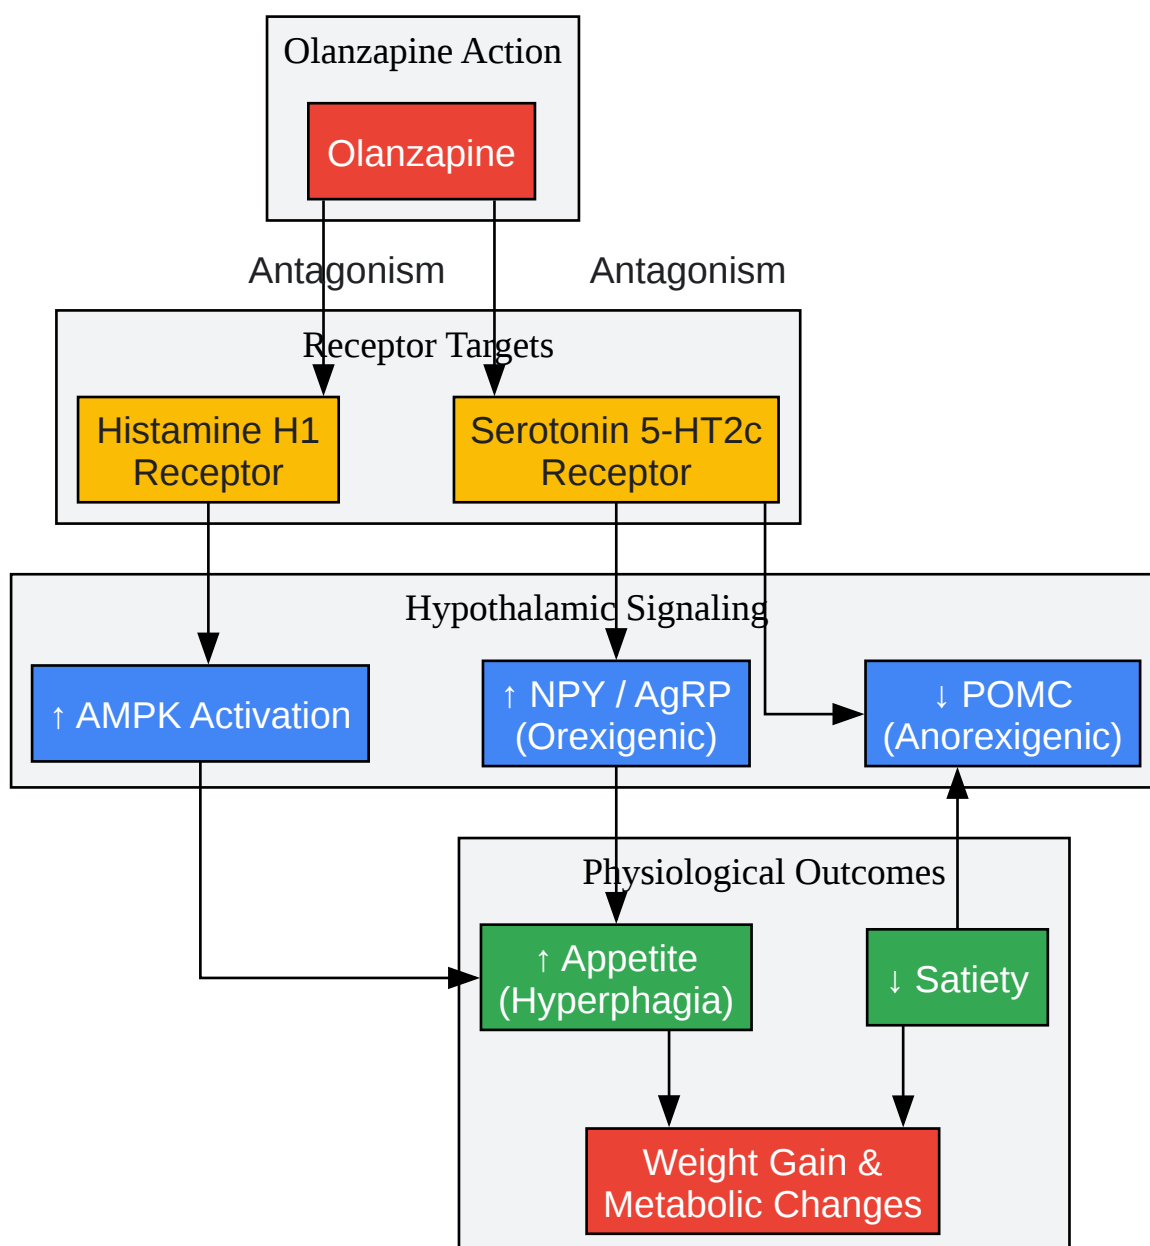 Olanzapine Action
Olanzapine
Antagonism
Antagonism
Receptor Targets
Histamine H1
Receptor
Serotonin 5-HT2c
Receptor
Hypothalamic Signaling
↑ AMPK Activation
↑ NPY / AgRP
(Orexigenic)
↓ POMC
(Anorexigenic)
Physiological Outcomes
↑ Appetite
(Hyperphagia)
↓ Satiety
Weight Gain &
Metabolic Changes